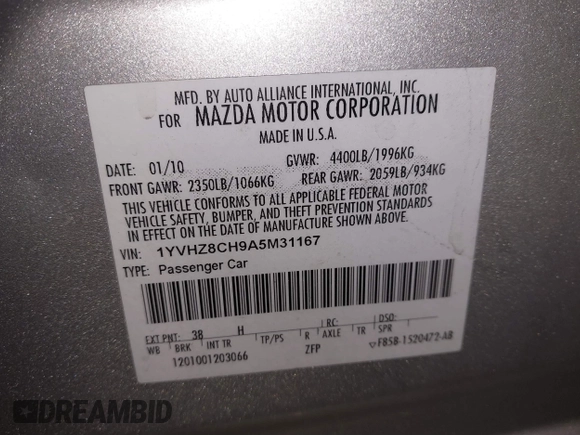 MFD. BY AUTO ALLIANCE INTERNATIONAL, INC.
FOR MAZDA MOTOR CORPORATION
MADE IN U.S.A.
DATE: 01/10 GVWR: 4400LB/1996KG
FRONT GAWR: 2350LB/1066KG REAR GAWR: 2059LB/934KG
THIS VEHICLE CONFORMS TO ALL APPLICABLE FEDERAL MOTOR
VEHICLE SAFETY, BUMPER, AND THEFT PREVENTION STANDARDS
IN EFFECT ON THE DATE OF MANUFACTURE SHOWN ABOVE.
VIN: 1YVHZ8CH9A5M31167
TYPE: Passenger Car
EXT PNT: 38 H RC: DSO:
WB BRK INT TR TP/PS R AXLE TR SPR
1201001203066 ZFP F85B-1520472-AB
DREAMBID